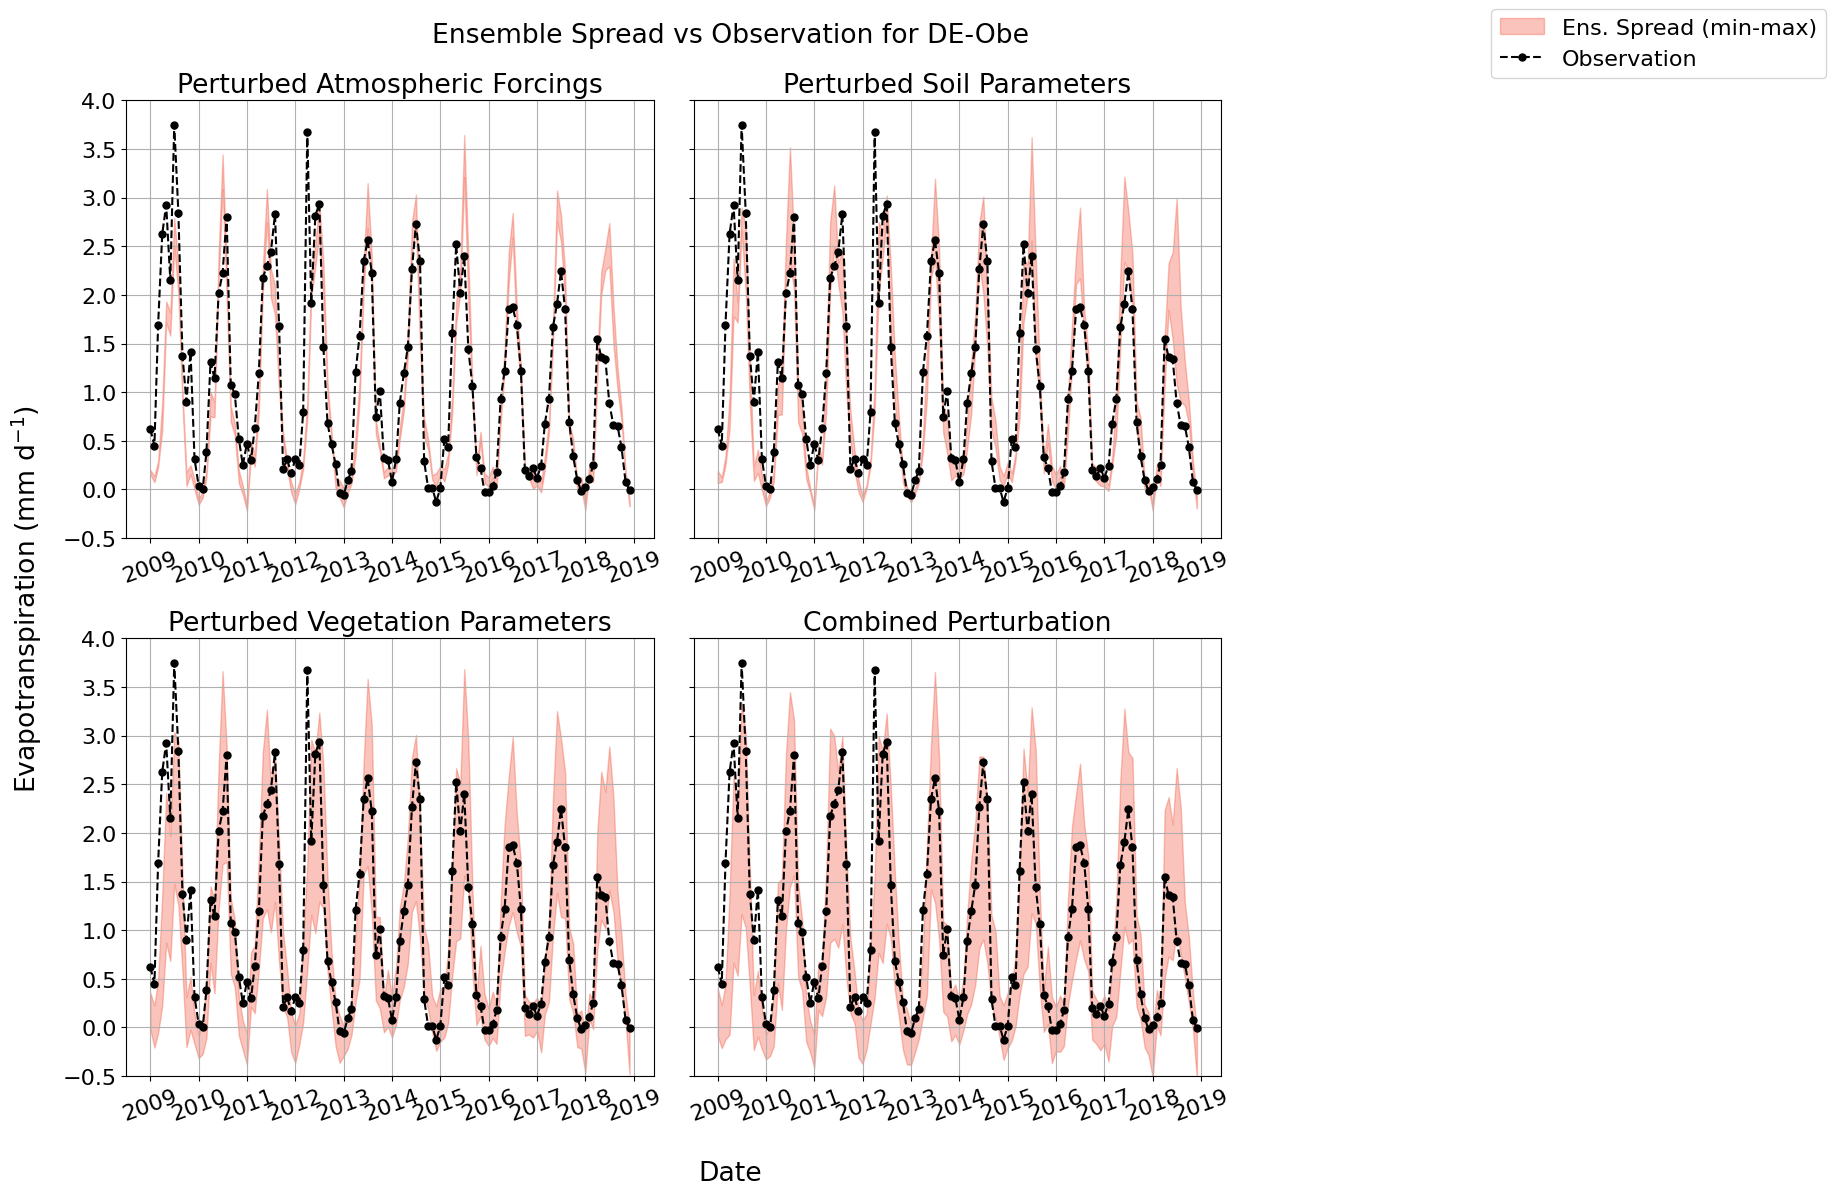 Ensemble Spread vs Observation for DE-Obe
Ens. Spread (min-max)
Observation
Perturbed Atmospheric Forcings
Perturbed Soil Parameters
4.0
3.5
3.0
2.5
2.0
1.5
1.0
0.5
0.0
−0.5
2009 2010 2011 2012 2013 2014 2015 2016 2017 2018 2019
2009 2010 2011 2012 2013 2014 2015 2016 2017 2018 2019
Evapotranspiration (mm d⁻¹)
Perturbed Vegetation Parameters
Combined Perturbation
4.0
3.5
3.0
2.5
2.0
1.5
1.0
0.5
0.0
−0.5
2009 2010 2011 2012 2013 2014 2015 2016 2017 2018 2019
2009 2010 2011 2012 2013 2014 2015 2016 2017 2018 2019
Date